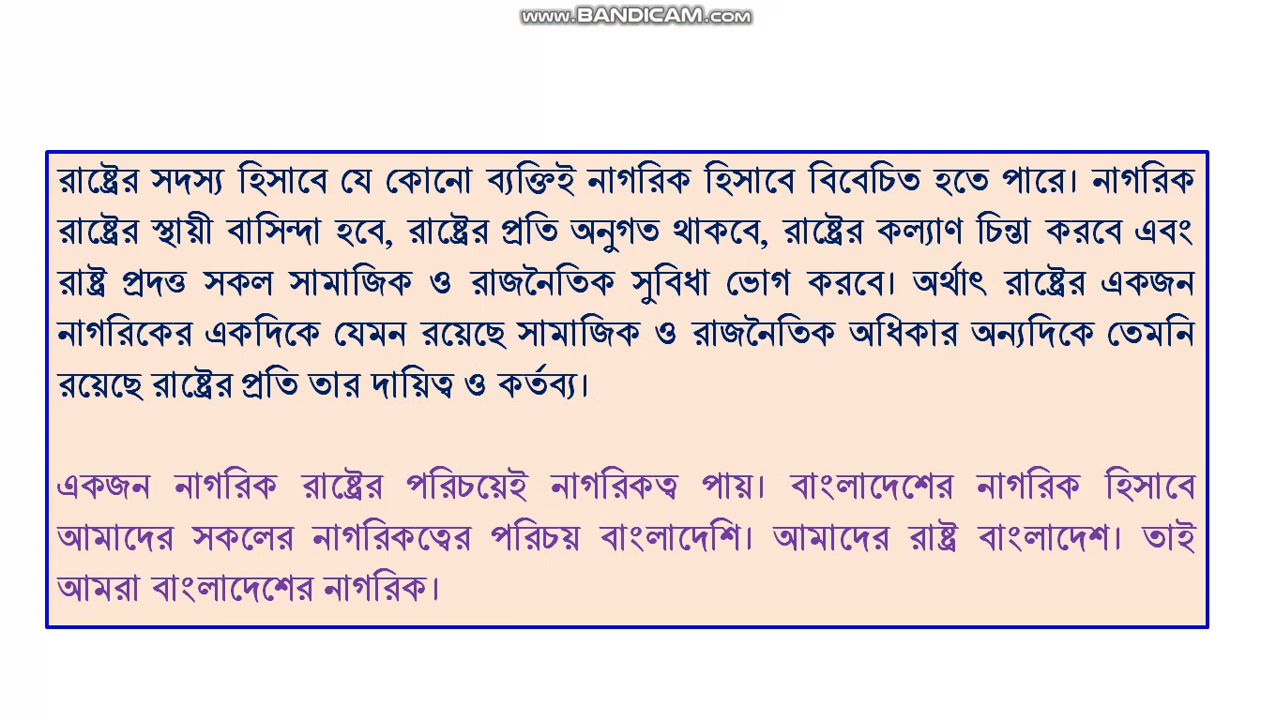 www.BANDICAM.com
রাষ্ট্রের সদস্য হিসাবে যে কোনো ব্যক্তিই নাগরিক হিসাবে বিবেচিত হতে পারে। নাগরিক
রাষ্ট্রের স্থায়ী বাসিন্দা হবে, রাষ্ট্রের প্রতি অনুগত থাকবে, রাষ্ট্রের কল্যাণ চিন্তা করবে এবং
রাষ্ট্র প্রদত্ত সকল সামাজিক ও রাজনৈতিক সুবিধা ভোগ করবে। অর্থাৎ রাষ্ট্রের একজন
নাগরিকের একদিকে যেমন রয়েছে সামাজিক ও রাজনৈতিক অধিকার অন্যদিকে তেমনি
রয়েছে রাষ্ট্রের প্রতি তার দায়িত্ব ও কর্তব্য।
একজন নাগরিক রাষ্ট্রের পরিচয়েই নাগরিকত্ব পায়। বাংলাদেশের নাগরিক হিসাবে
আমাদের সকলের নাগরিকত্বের পরিচয় বাংলাদেশি। আমাদের রাষ্ট্র বাংলাদেশ। তাই
আমরা বাংলাদেশের নাগরিক।